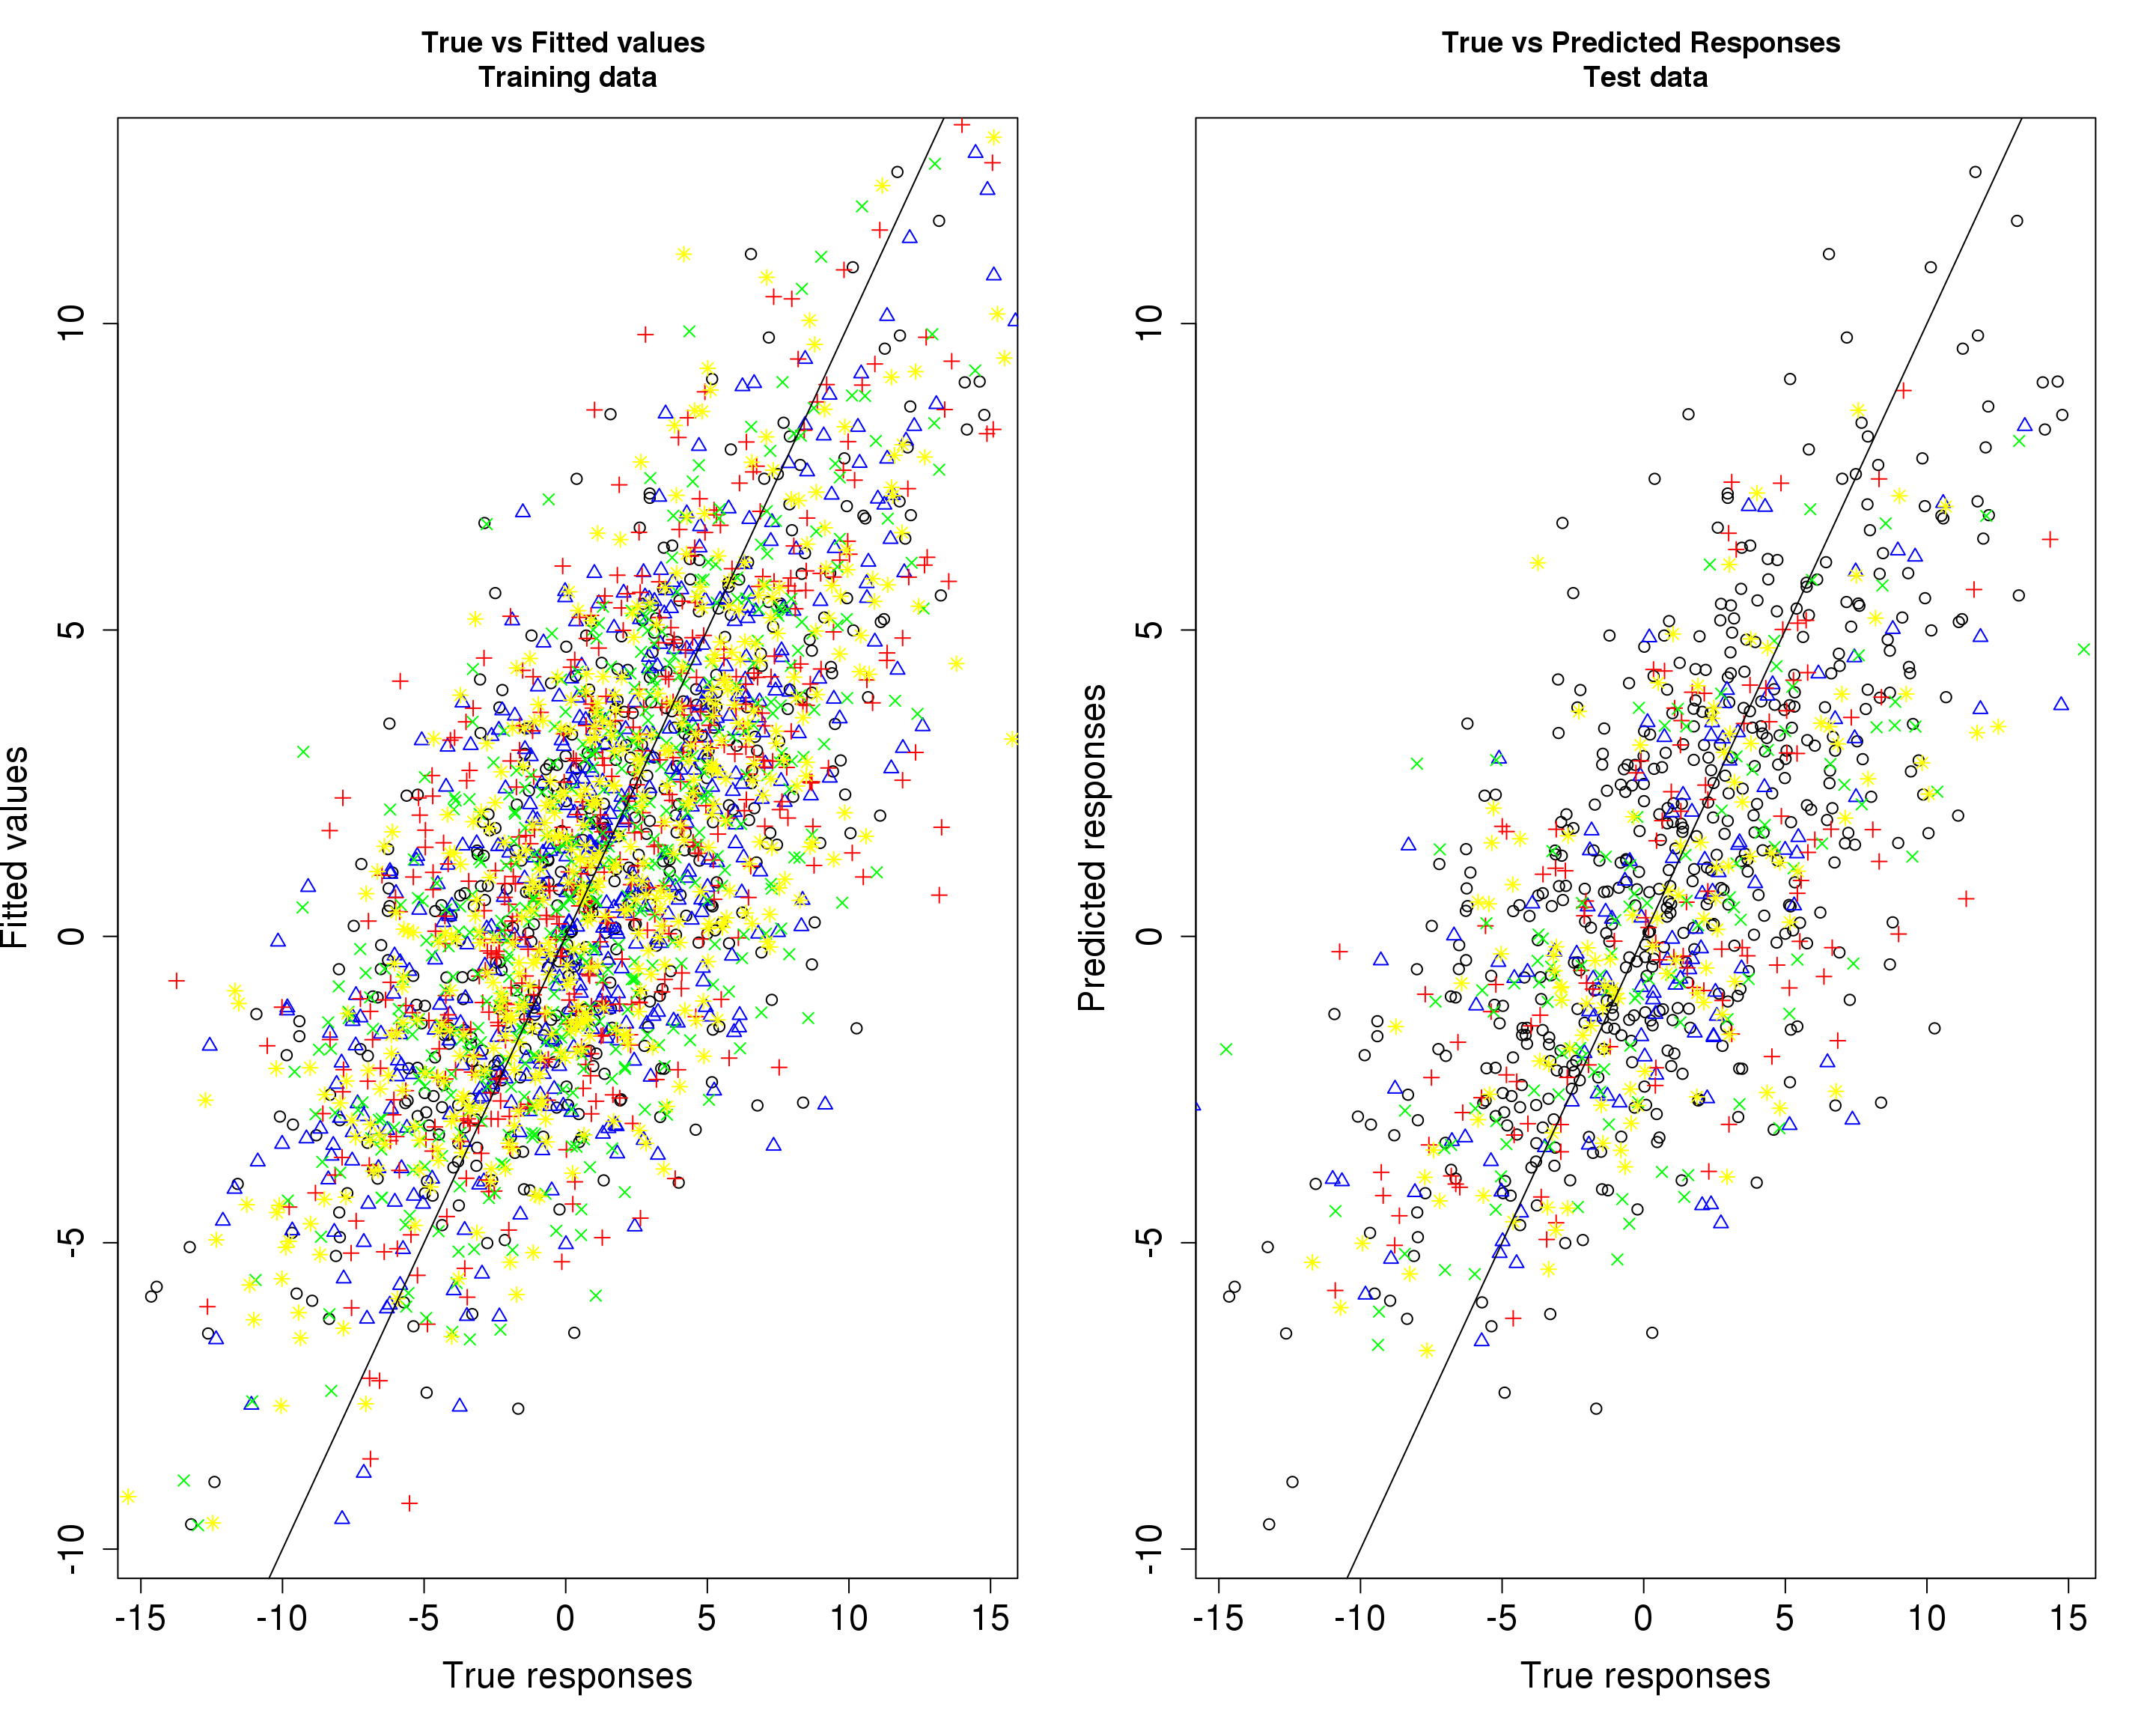 True vs Fitted values
Training data
Fitted values
10
5
0
-5
-10
-15 -10 -5 0 5 10 15
True responses
True vs Predicted Responses
Test data
Predicted responses
10
5
0
-5
-10
-15 -10 -5 0 5 10 15
True responses